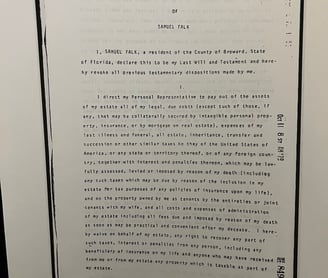 OF
SAMUEL FALK
I, SAMUEL FALK, a resident of the County of Broward, State
of Florida, declare this to be my Last Will and Testament and here-
by revoke all previous testamentary dispositions made by me.
I.
I direct my Personal Representative to pay out of the assets
of my estate all of my legal, due debts (except such of those, if
any, that may be collaterally secured by intangible personal prop-
erty, insurance, or by mortgage on real estate), expenses of my
last illness and funeral, all estate, inheritance, transfer and
succession or other similar taxes in they of the United States of
America, or any state or territory thereof, or of any foreign coun-
try, together with interest and penalties thereon, which may be law-
fully assessed, levied or imposed by reason of my death (including
any such taxes which may be due by reason of the inclusion in my
estate for tax purposes of policies of insurance upon my life),
and on the property owned by me as tenants by the entireties or joint
tenants with my wife, and all costs and expenses of administration
of my estate including all fees due and imposed by reason of my death
as soon as may be practical and convenient after my decease. I here-
by waive on behalf of my estate, any right to recover any part of
such taxes, interest or penalties from any person, including any
beneficiary of insurance on my life and anyone who may have received
from me or from my estate any property which is taxable as part of
my estate.